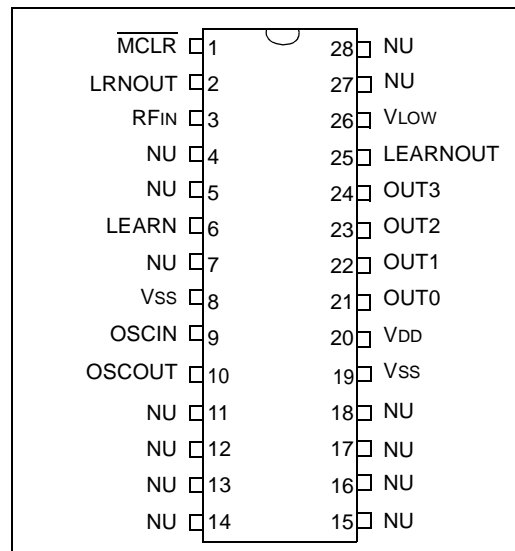 MCLR 1 28 NU
LRNOUT 2 27 NU
RFIN 3 26 VLOW
NU 4 25 LEARNOUT
NU 5 24 OUT3
LEARN 6 23 OUT2
NU 7 22 OUT1
VSS 8 21 OUT0
OSCIN 9 20 VDD
OSCOUT 10 19 VSS
NU 11 18 NU
NU 12 17 NU
NU 13 16 NU
NU 14 15 NU